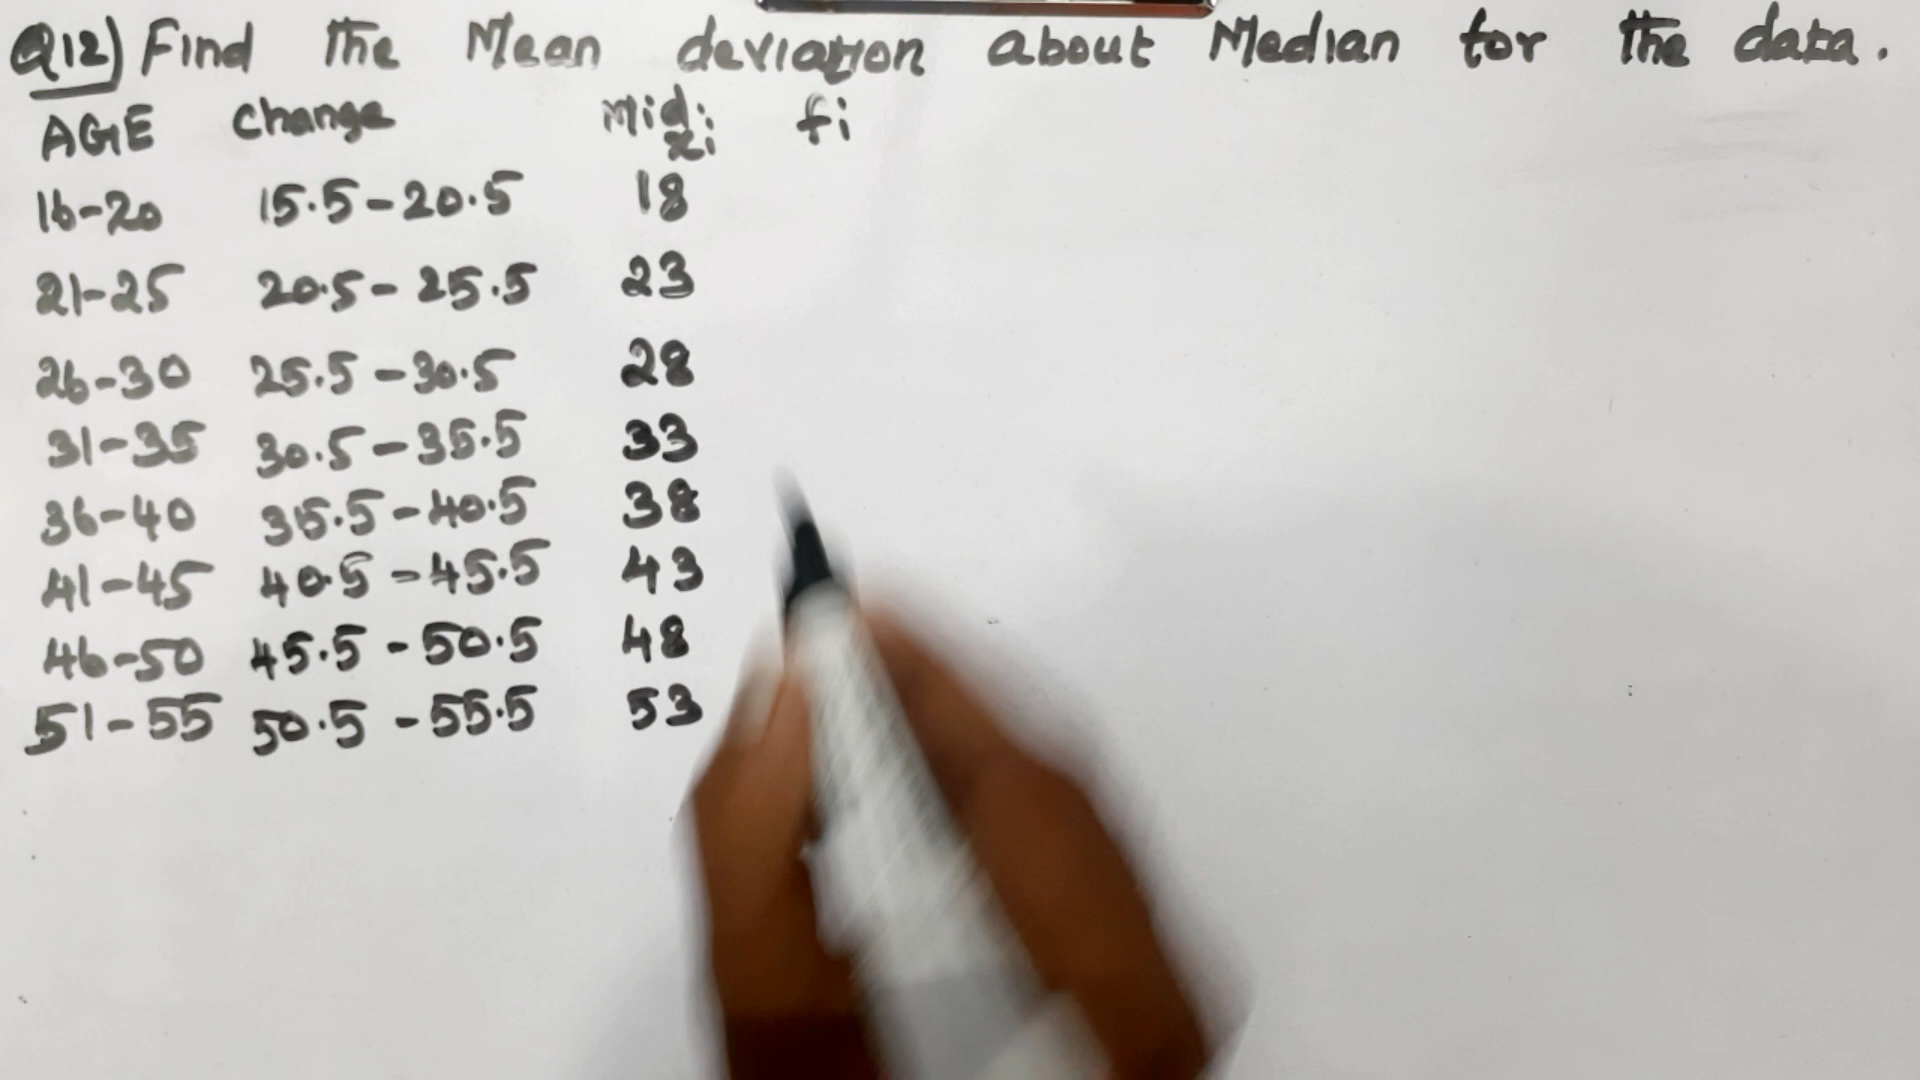 Q12) Find the Mean deviation about Median for the data.
AGE Change Mid: xi fi
16-20 15.5-20.5 18
21-25 20.5-25.5 23
26-30 25.5-30.5 28
31-35 30.5-35.5 33
36-40 35.5-40.5 38
41-45 40.5-45.5 43
46-50 45.5-50.5 48
51-55 50.5-55.5 53